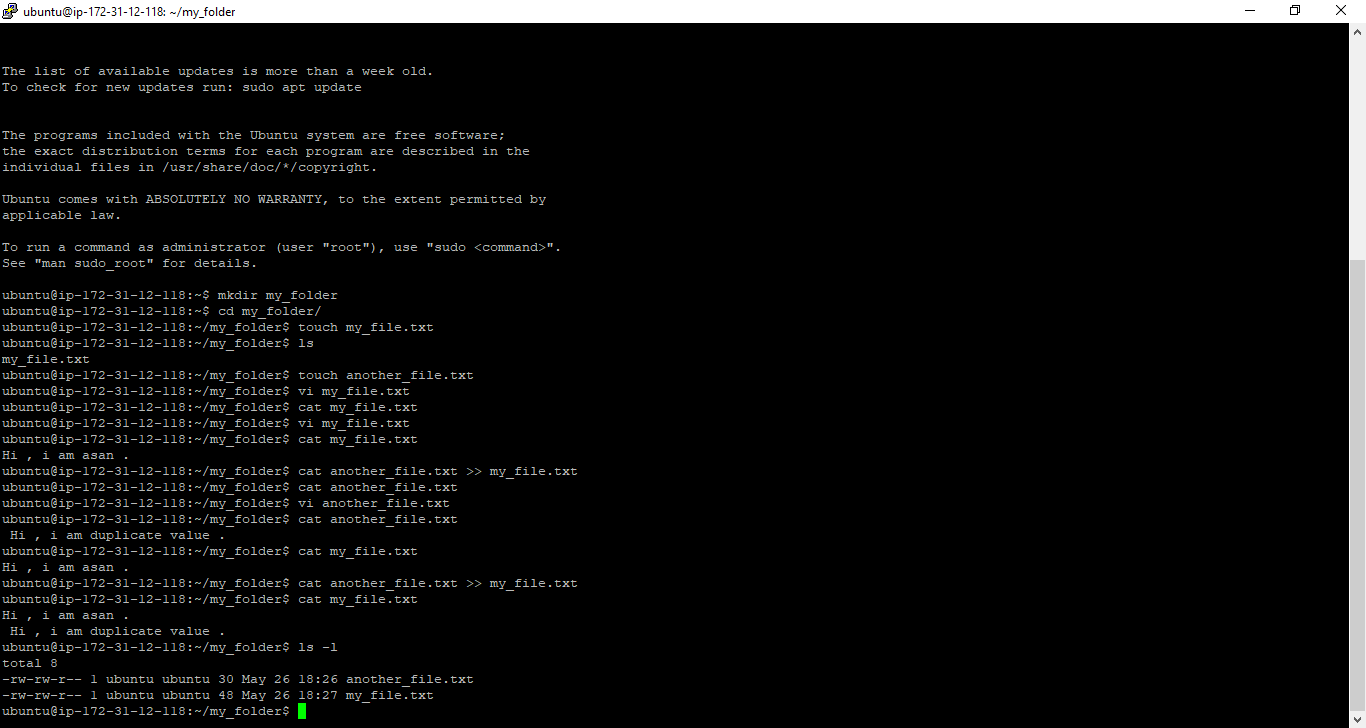 ubuntu@ip-172-31-12-118: ~/my_folder
The list of available updates is more than a week old.
To check for new updates run: sudo apt update
The programs included with the Ubuntu system are free software;
the exact distribution terms for each program are described in the
individual files in /usr/share/doc/*/copyright.
Ubuntu comes with ABSOLUTELY NO WARRANTY, to the extent permitted by
applicable law.
To run a command as administrator (user "root"), use "sudo <command>".
See "man sudo_root" for details.
ubuntu@ip-172-31-12-118:~$ mkdir my_folder
ubuntu@ip-172-31-12-118:~$ cd my_folder/
ubuntu@ip-172-31-12-118:~/my_folder$ touch my_file.txt
ubuntu@ip-172-31-12-118:~/my_folder$ ls
my_file.txt
ubuntu@ip-172-31-12-118:~/my_folder$ touch another_file.txt
ubuntu@ip-172-31-12-118:~/my_folder$ vi my_file.txt
ubuntu@ip-172-31-12-118:~/my_folder$ cat my_file.txt
ubuntu@ip-172-31-12-118:~/my_folder$ vi my_file.txt
ubuntu@ip-172-31-12-118:~/my_folder$ cat my_file.txt
Hi , i am asan .
ubuntu@ip-172-31-12-118:~/my_folder$ cat another_file.txt >> my_file.txt
ubuntu@ip-172-31-12-118:~/my_folder$ cat another_file.txt
ubuntu@ip-172-31-12-118:~/my_folder$ vi another_file.txt
ubuntu@ip-172-31-12-118:~/my_folder$ cat another_file.txt
 Hi , i am duplicate value .
ubuntu@ip-172-31-12-118:~/my_folder$ cat my_file.txt
Hi , i am asan .
ubuntu@ip-172-31-12-118:~/my_folder$ cat another_file.txt >> my_file.txt
ubuntu@ip-172-31-12-118:~/my_folder$ cat my_file.txt
Hi , i am asan .
 Hi , i am duplicate value .
ubuntu@ip-172-31-12-118:~/my_folder$ ls -l
total 8
-rw-rw-r-- 1 ubuntu ubuntu 30 May 26 18:26 another_file.txt
-rw-rw-r-- 1 ubuntu ubuntu 48 May 26 18:27 my_file.txt
ubuntu@ip-172-31-12-118:~/my_folder$